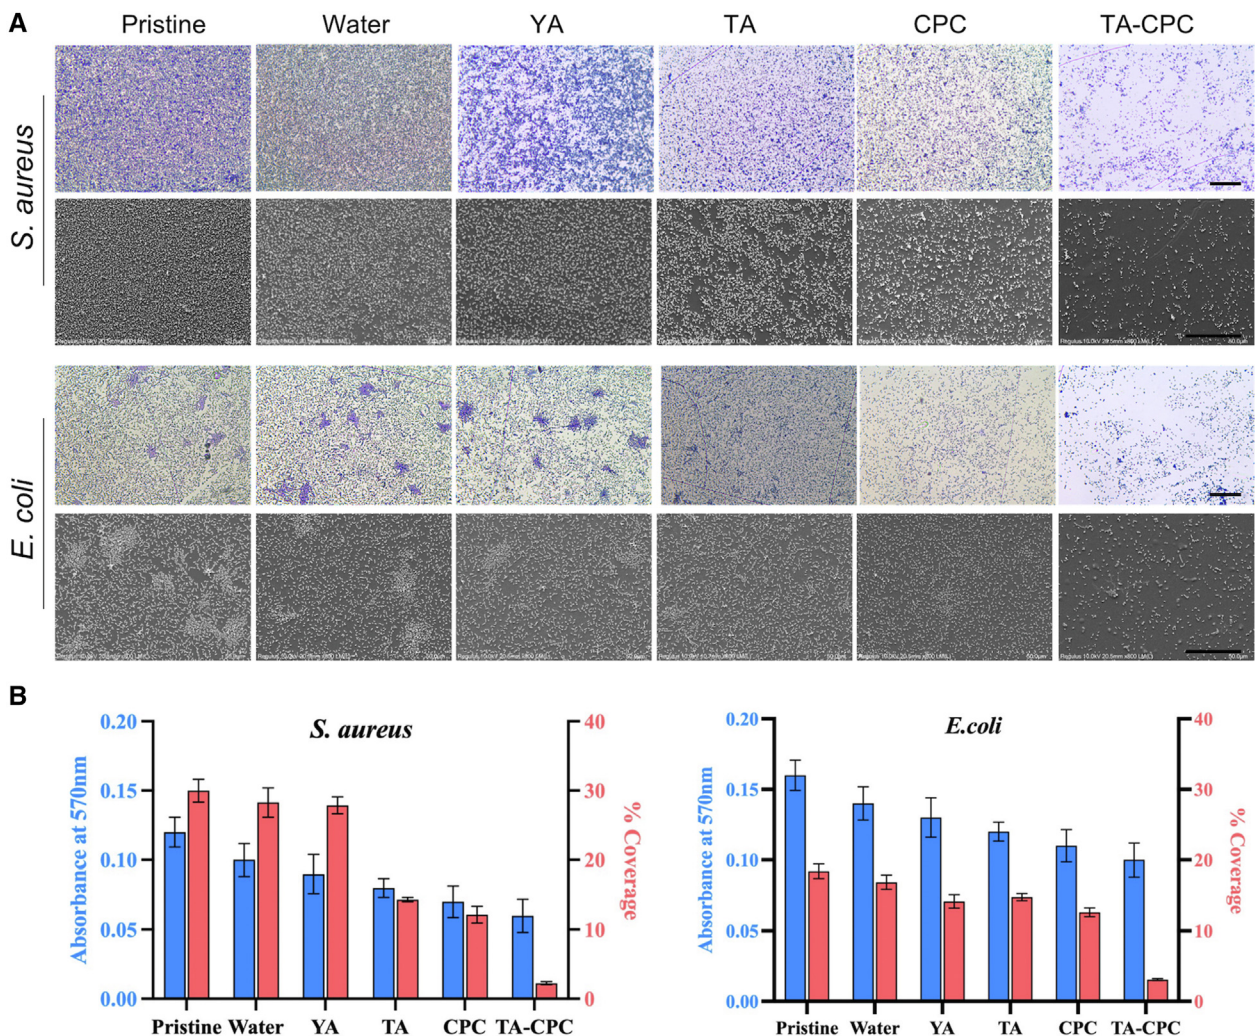 A
Pristine Water YA TA CPC TA-CPC
S. aureus
E. coli
B
S. aureus
Absorbance at 570nm
0.20
0.15
0.10
0.05
0.00
% Coverage
40
30
20
10
0
Pristine Water YA TA CPC TA-CPC
E.coli
Absorbance at 570nm
0.20
0.15
0.10
0.05
0.00
% Coverage
40
30
20
10
0
Pristine Water YA TA CPC TA-CPC